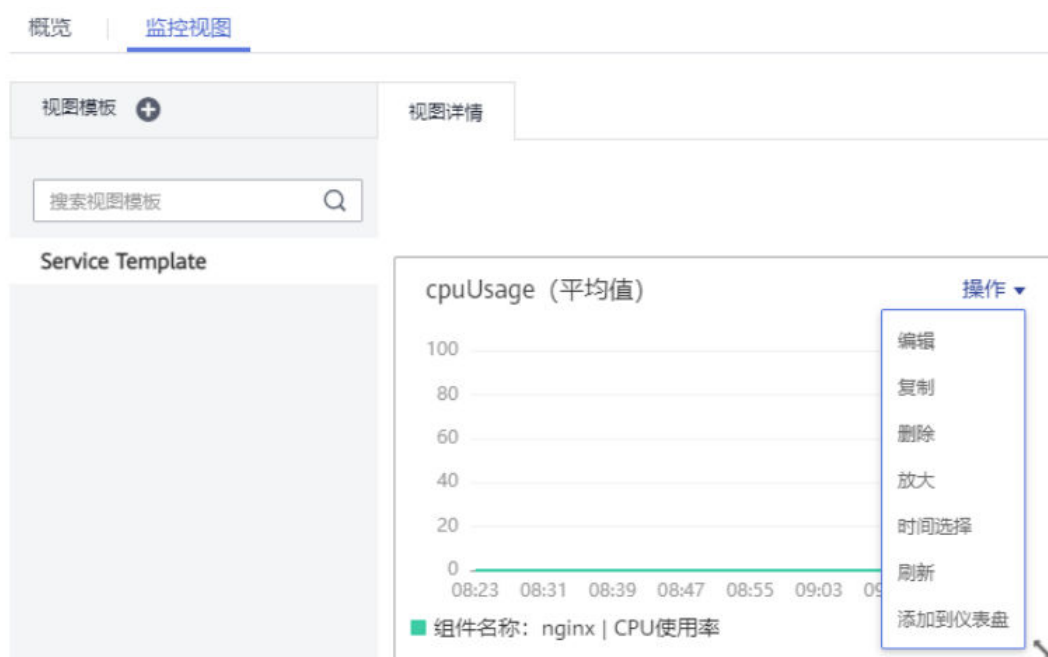 概览 监控视图
视图模板 视图详情
搜索视图模板
Service Template
cpuUsage（平均值） 操作
编辑
复制
删除
放大
时间选择
刷新
添加到仪表盘
100
80
60
40
20
0
08:23 08:31 08:39 08:47 08:55 09:03
组件名称：nginx | CPU使用率